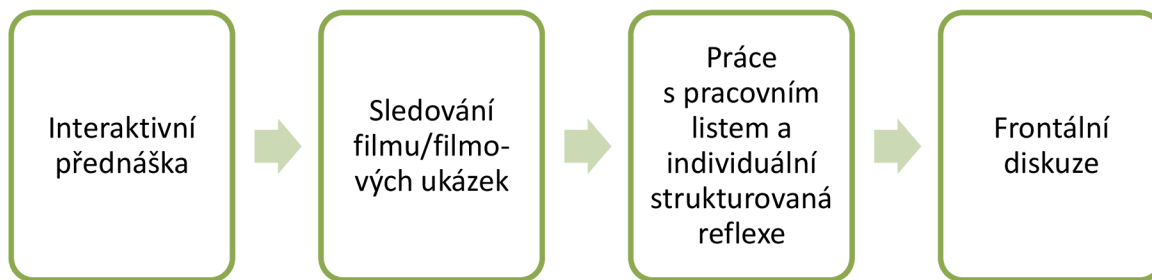 Interaktivní
přednáška
Sledování
filmu/filmo-
vých ukázek
Práce
s pracovním
listem a
individuální
strukturovaná
reflexe
Frontální
diskuze